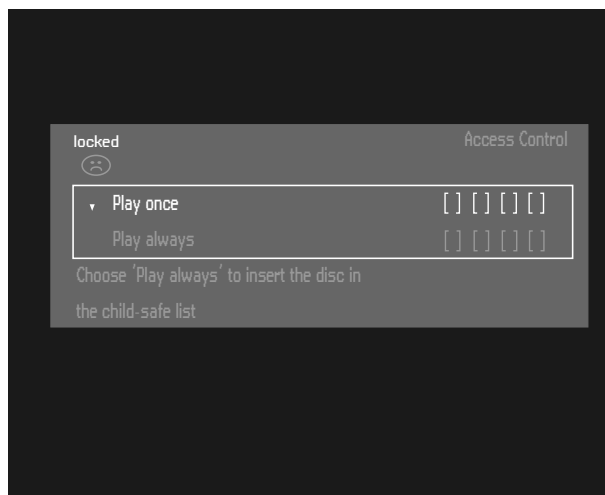 locked Access Control
Play once [ ] [ ] [ ] [ ]
Play always [ ] [ ] [ ] [ ]
Choose 'Play always' to insert the disc in
the child-safe list